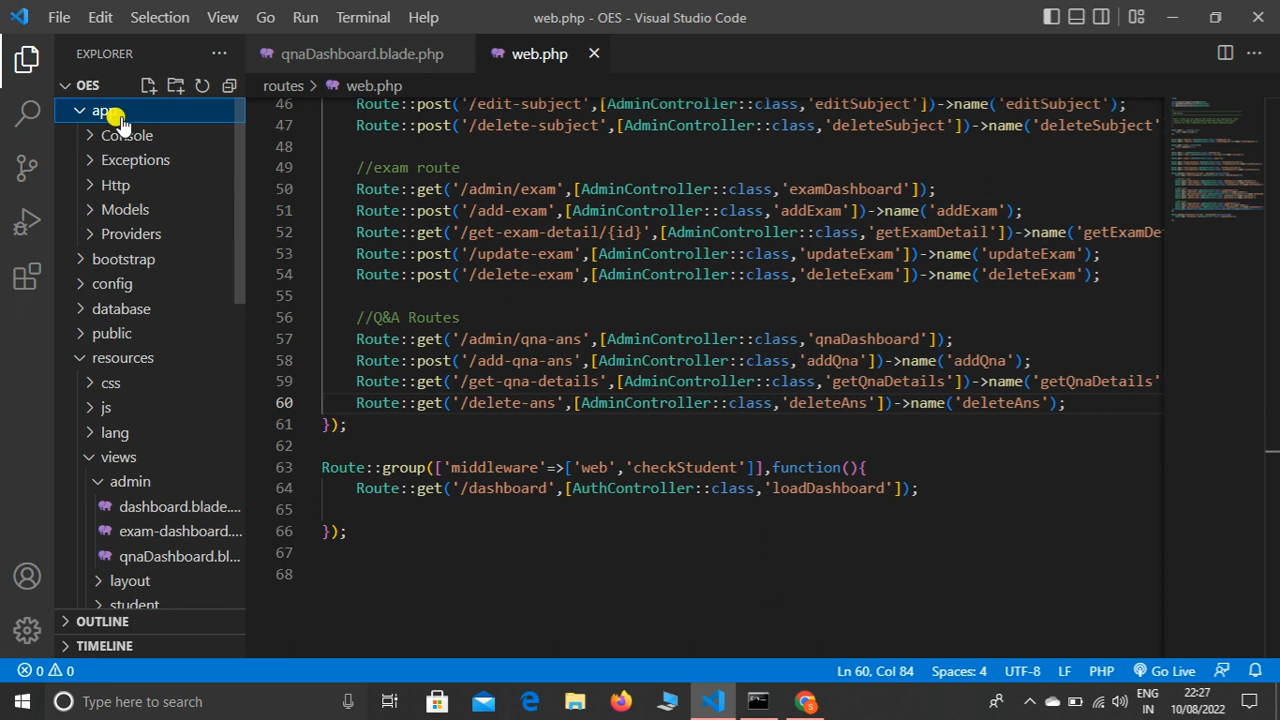 File Edit Selection View Go Run Terminal Help
web.php - OES - Visual Studio Code
EXPLORER
qnaDashboard.blade.php
web.php
OES
routes > web.php
app
Console
Exceptions
Http
Models
Providers
bootstrap
config
database
public
resources
css
js
lang
views
admin
dashboard.blade....
exam-dashboard....
qnaDashboard.bl...
layout
student
OUTLINE
TIMELINE
46 Route::post('/edit-subject',[AdminController::class,'editSubject'])->name('editSubject');
47 Route::post('/delete-subject',[AdminController::class,'deleteSubject'])->name('deleteSubject'
48
49 //exam route
50 Route::get('/admin/exam',[AdminController::class,'examDashboard']);
51 Route::post('/add-exam',[AdminController::class,'addExam'])->name('addExam');
52 Route::get('/get-exam-detail/{id}',[AdminController::class,'getExamDetail'])->name('getExamDe
53 Route::post('/update-exam',[AdminController::class,'updateExam'])->name('updateExam');
54 Route::post('/delete-exam',[AdminController::class,'deleteExam'])->name('deleteExam');
55
56 //Q&A Routes
57 Route::get('/admin/qna-ans',[AdminController::class,'qnaDashboard']);
58 Route::post('/add-qna-ans',[AdminController::class,'addQna'])->name('addQna');
59 Route::get('/get-qna-details',[AdminController::class,'getQnaDetails'])->name('getQnaDetails'
60 Route::get('/delete-ans',[AdminController::class,'deleteAns'])->name('deleteAns');
61 });
62
63 Route::group(['middleware'=>['web','checkStudent']],function(){
64 Route::get('/dashboard',[AuthController::class,'loadDashboard']);
65
66 });
67
68
0 0
Ln 60, Col 84 Spaces: 4 UTF-8 LF PHP Go Live
Type here to search
ENG
IN
22:27
10/08/2022